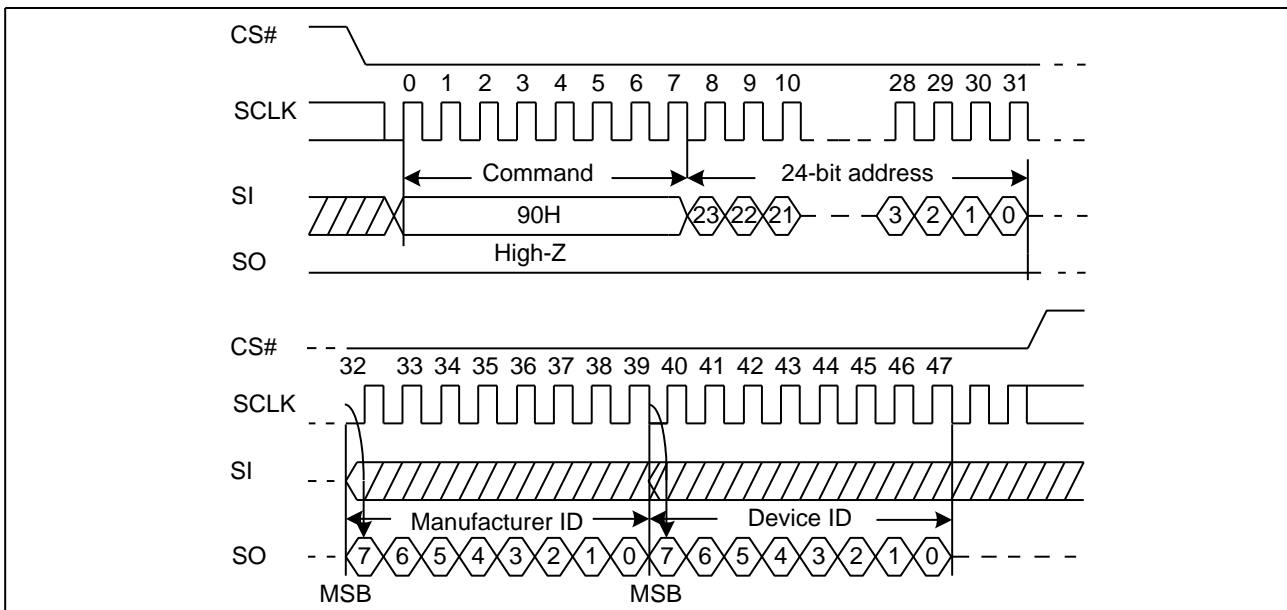 CS#
0 1 2 3 4 5 6 7 8 9 10 28 29 30 31
SCLK
Command 24-bit address
SI
90H 23 22 21 3 2 1 0
High-Z
SO
CS#
32 33 34 35 36 37 38 39 40 41 42 43 44 45 46 47
SCLK
SI
Manufacturer ID Device ID
SO 7 6 5 4 3 2 1 0 7 6 5 4 3 2 1 0
MSB MSB